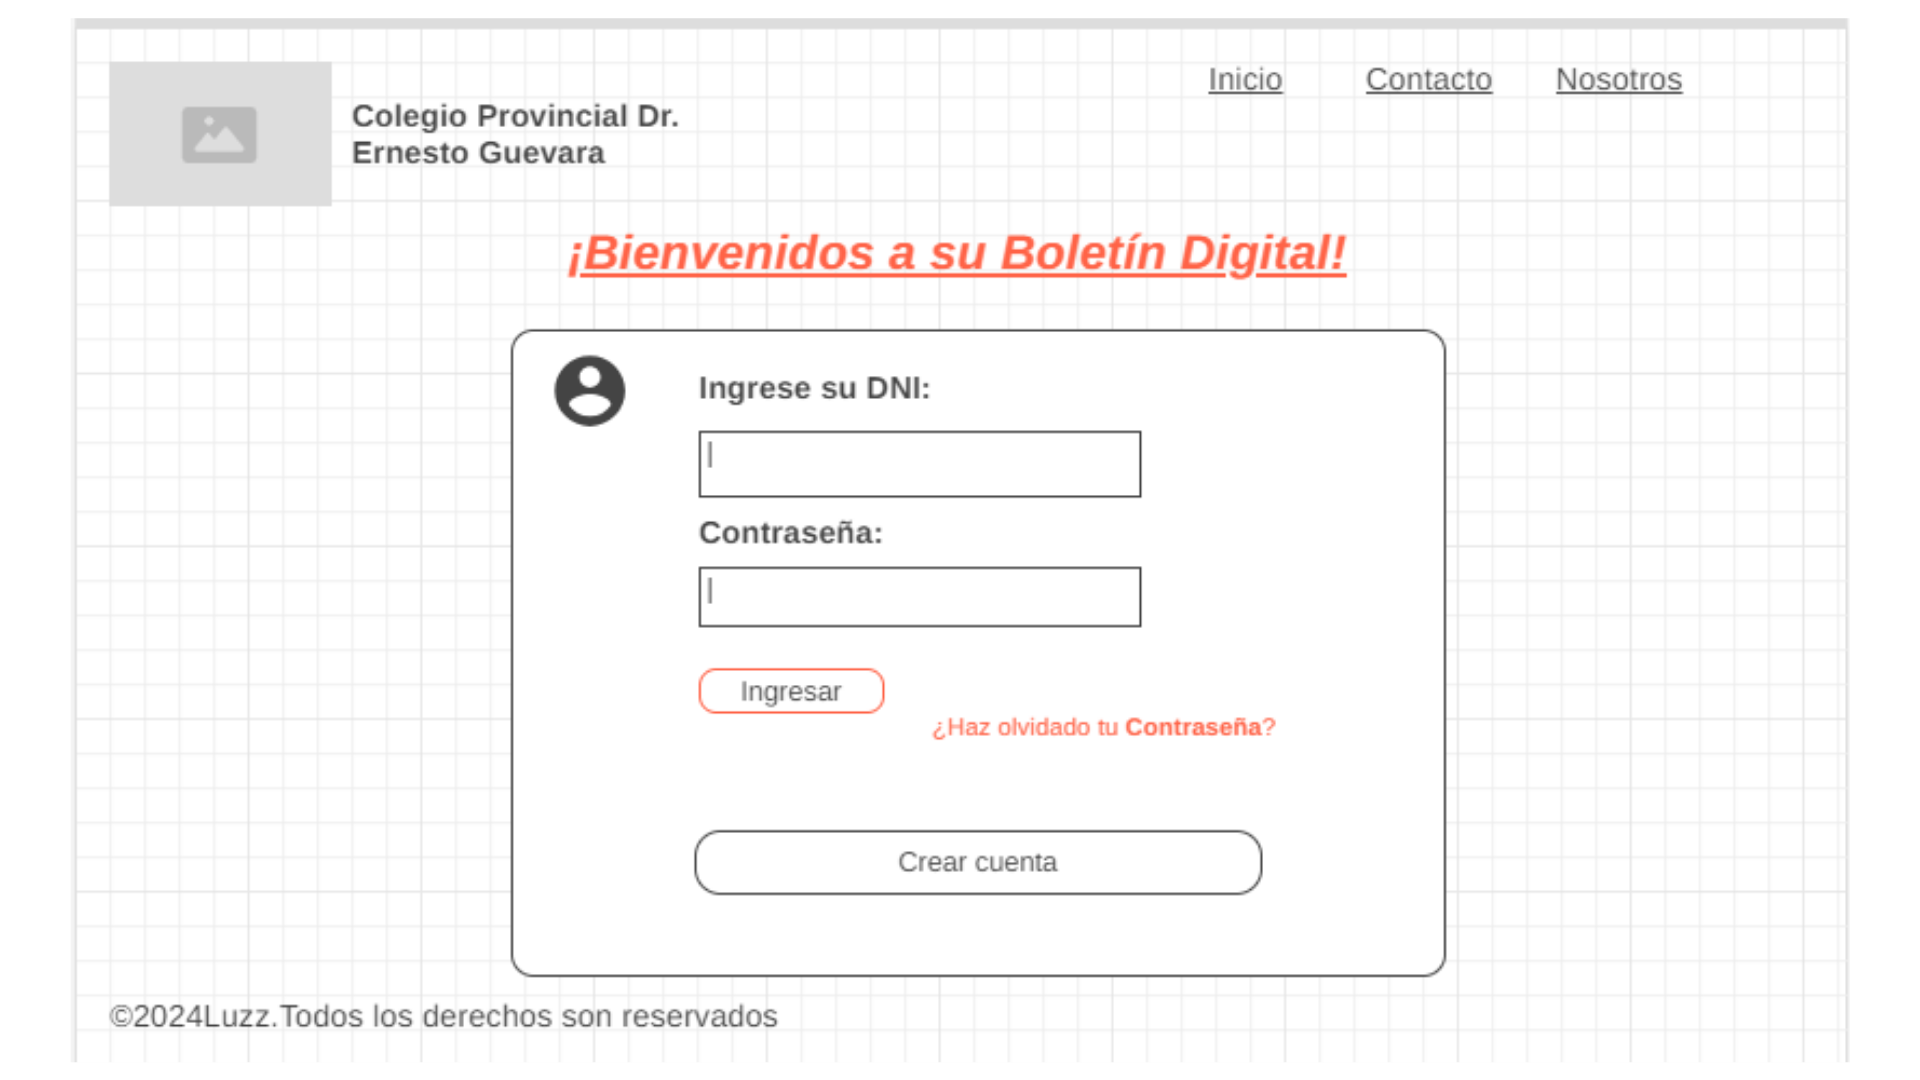 Inicio Contacto Nosotros
Colegio Provincial Dr.
Ernesto Guevara
¡Bienvenidos a su Boletín Digital!
Ingrese su DNI:
Contraseña:
Ingresar
¿Haz olvidado tu Contraseña?
Crear cuenta
©2024Luzz.Todos los derechos son reservados